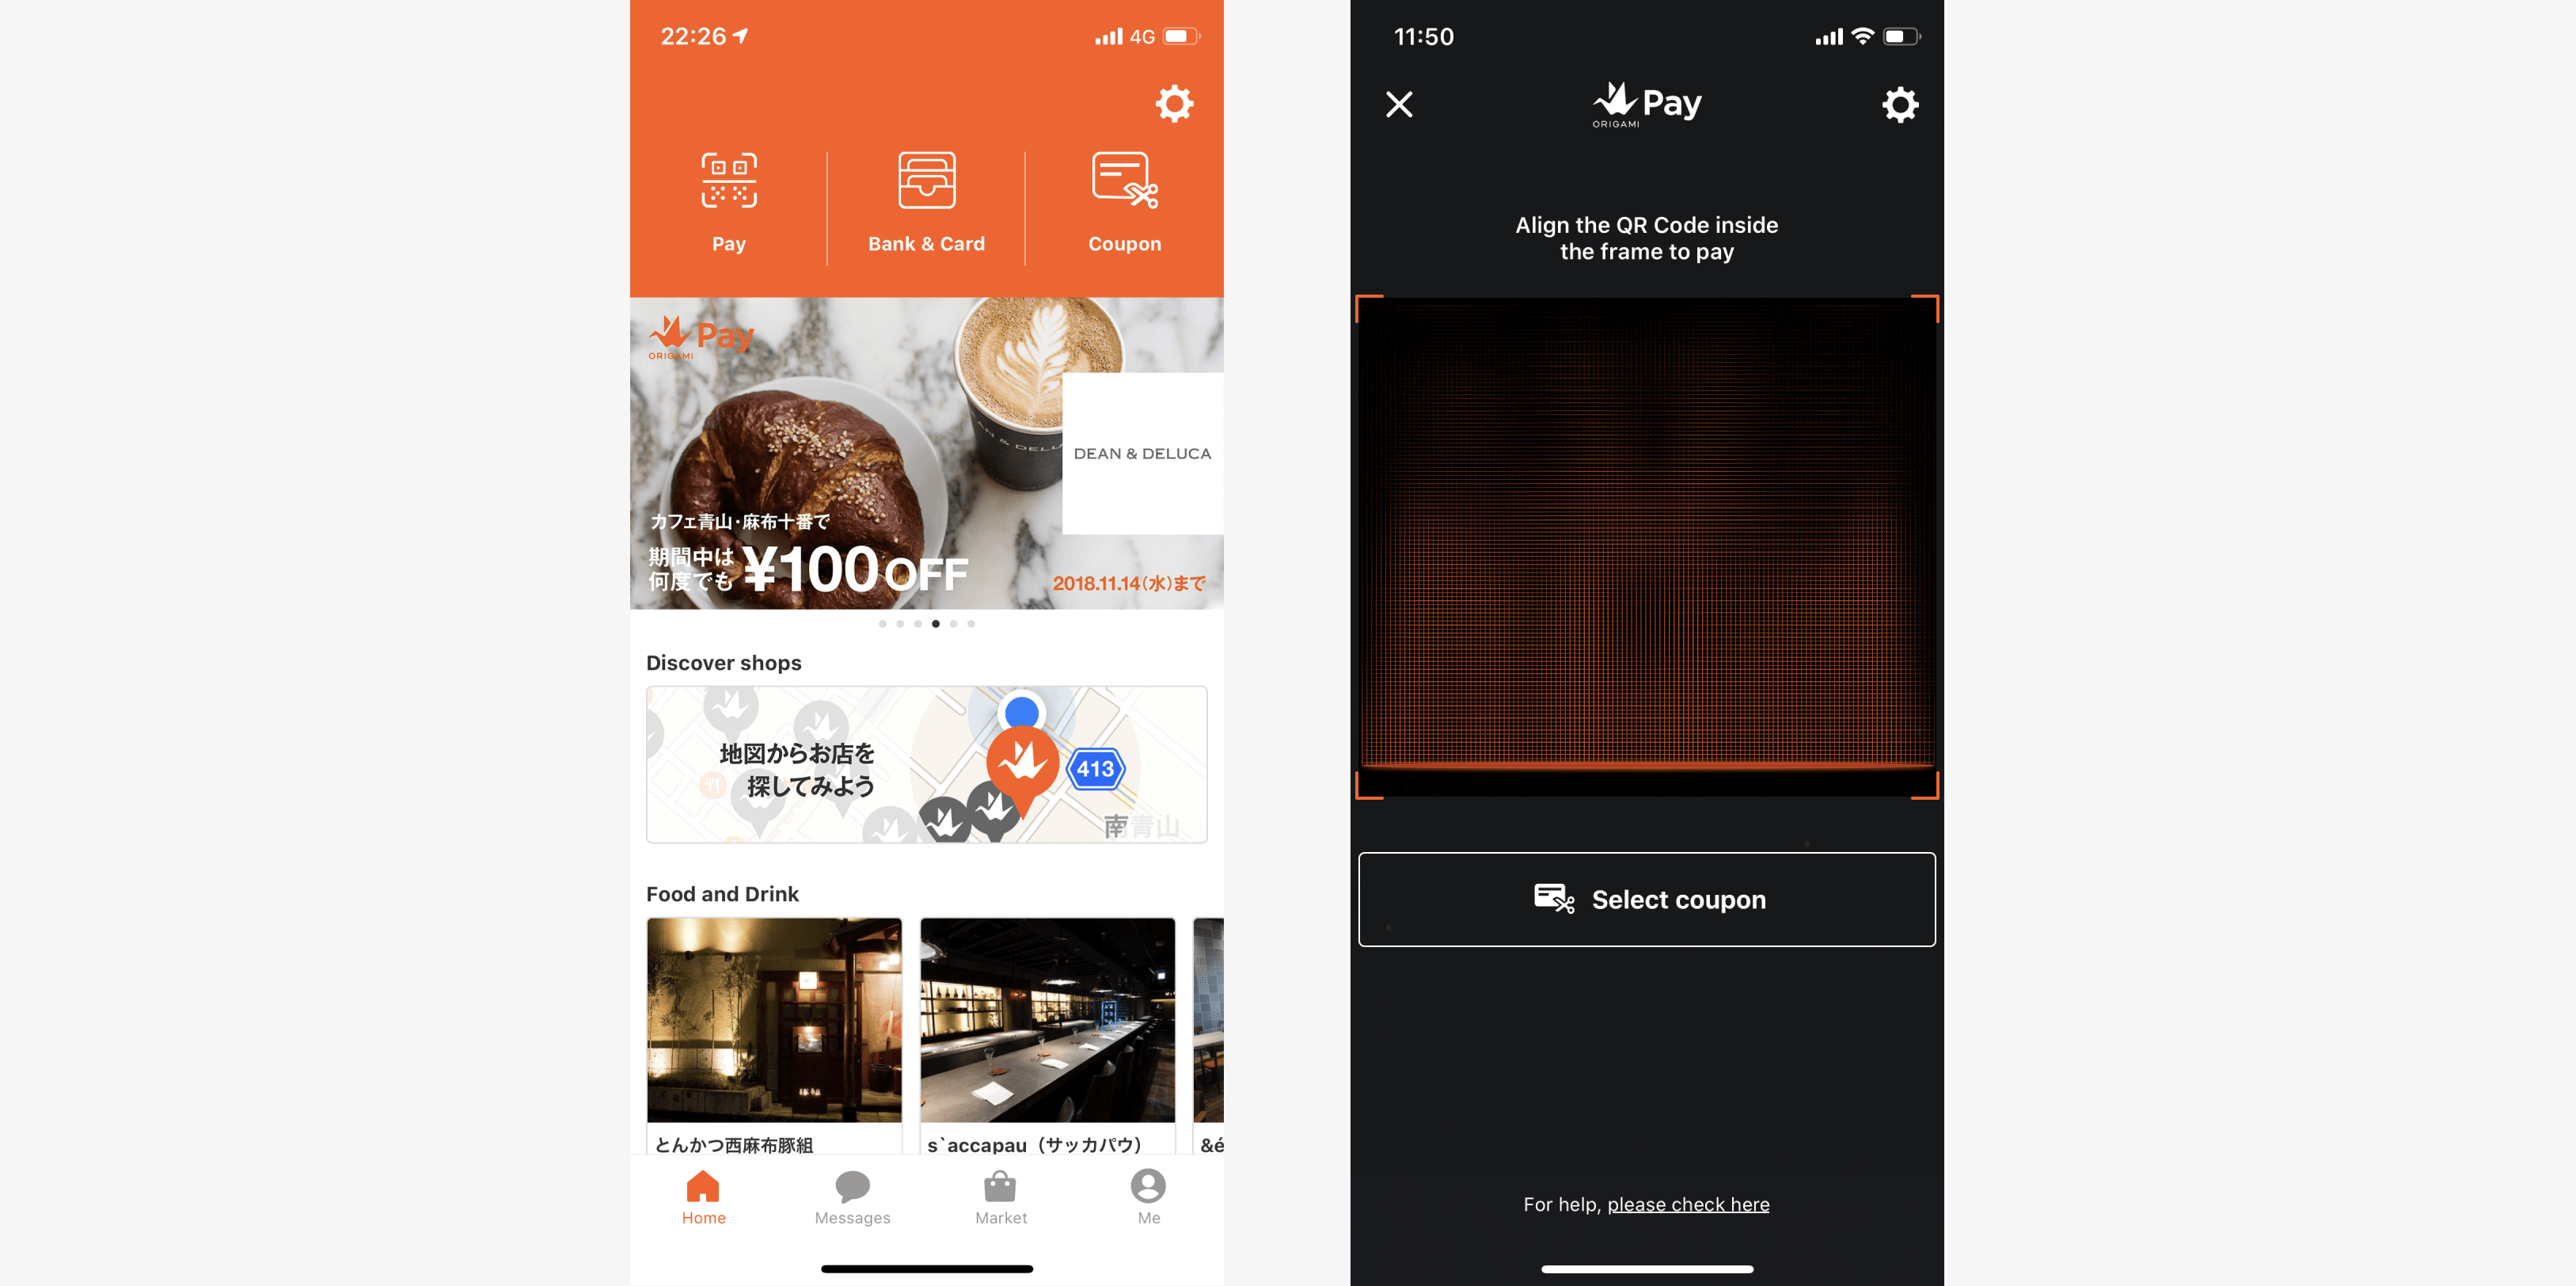 22:26
4G
Pay
Bank & Card
Coupon
Pay
ORIGAMI
AN & DELU
DEAN & DELUCA
カフェ青山・麻布十番で
期間中は
何度でも
¥100 OFF
2018.11.14(水)まで
Discover shops
地図からお店を
探してみよう
413
南青山
Food and Drink
とんかつ西麻布豚組
s`accapau（サッカパウ）
&é
Home
Messages
Market
Me
11:50
Pay
ORIGAMI
Align the QR Code inside
the frame to pay
Select coupon
For help, please check here